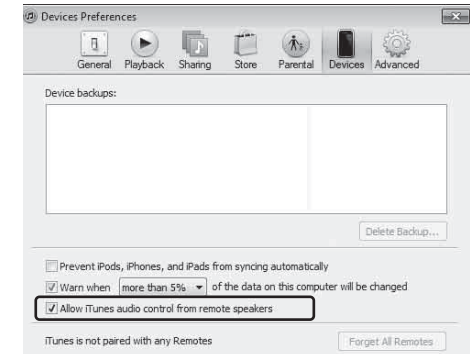 Devices Preferences
General Playback Sharing Store Parental Devices Advanced
Device backups:
Delete Backup...
Prevent iPods, iPhones, and iPads from syncing automatically
Warn when more than 5% of the data on this computer will be changed
Allow iTunes audio control from remote speakers
iTunes is not paired with any Remotes Forget All Remotes